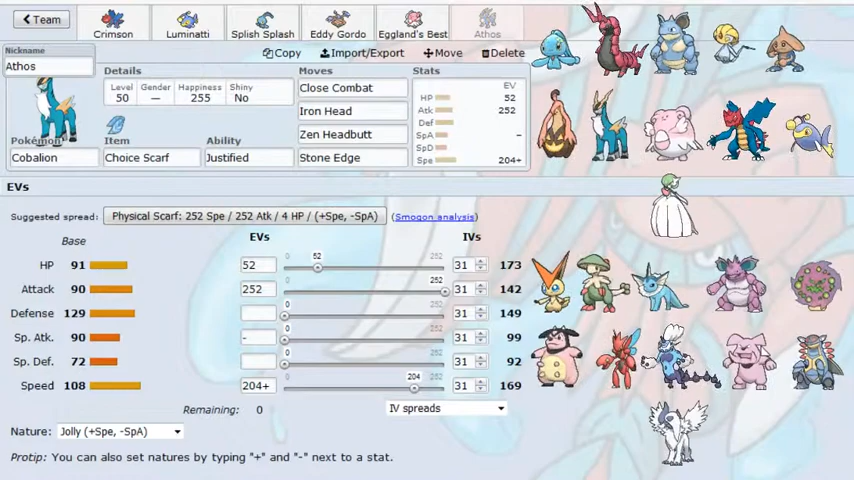 Team
Crimson
Luminatti
Splish Splash
Eddy Gordo
Eggland's Best
Athos
Nickname
Athos
Copy
Import/Export
Move
Delete
Details
Level Gender Happiness Shiny
50 — 255 No
Moves
Close Combat
Iron Head
Zen Headbutt
Stone Edge
Stats
EV
HP 52
Atk 252
Def
SpA –
SpD
Spe 204+
Pokémon
Cobalion
Item
Choice Scarf
Ability
Justified
EVs
Suggested spread: Physical Scarf: 252 Spe / 252 Atk / 4 HP / (+Spe, -SpA) (Smogon analysis)
Base EVs IVs
0 52 252
HP 91 52 31 173
0
Attack 90 252 31 142
0 252
Defense 129 31 149
0 252
Sp. Atk. 90 - 31 99
0 252
Sp. Def. 72 31 92
0 204 252
Speed 108 204+ 31 169
Remaining: 0 IV spreads
Nature: Jolly (+Spe, -SpA)
Protip: You can also set natures by typing "+" and "-" next to a stat.